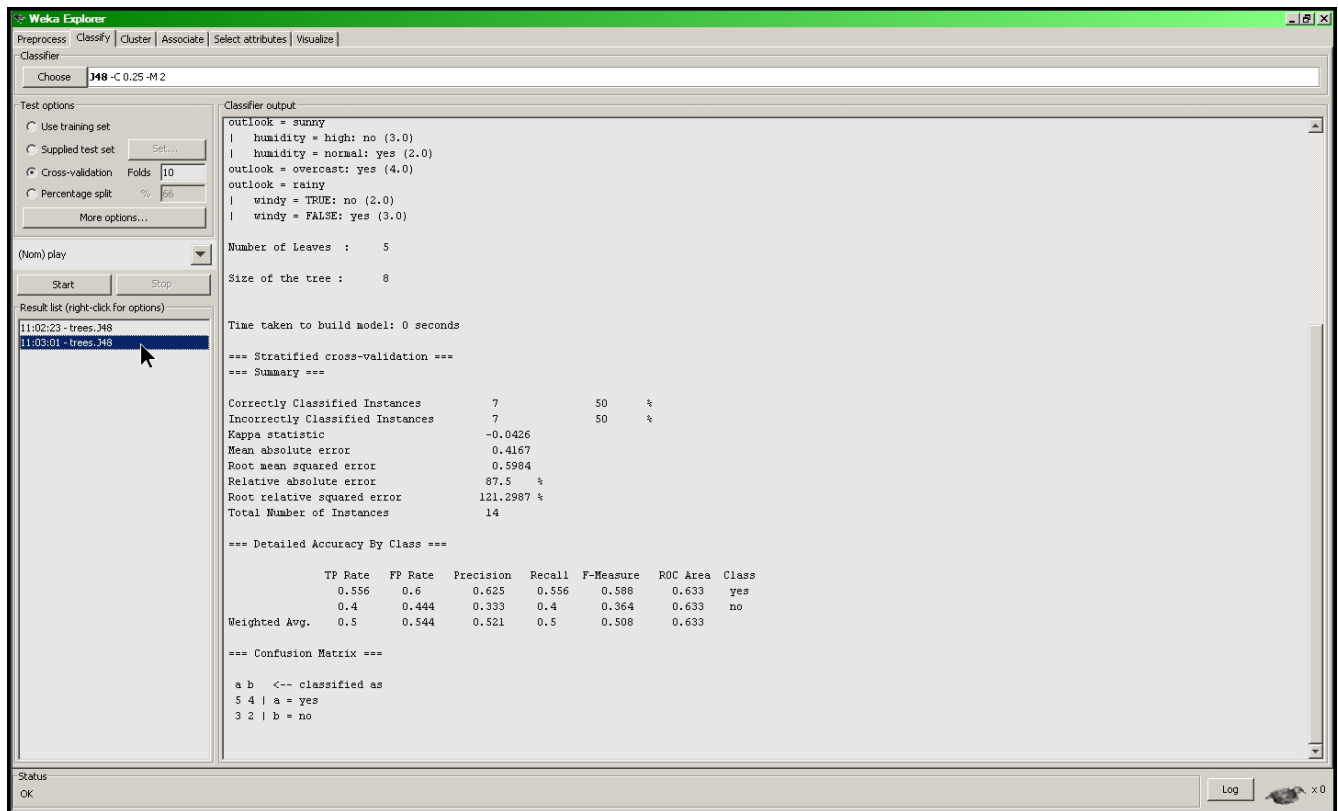 Weka Explorer
Preprocess Classify Cluster Associate Select attributes Visualize
Classifier
Choose J48 -C 0.25 -M 2
Test options
Use training set
Supplied test set Set...
Cross-validation Folds 10
Percentage split % 66
More options...
(Nom) play
Start Stop
Result list (right-click for options)
11:02:23 - trees.J48
11:03:01 - trees.J48
Classifier output
outlook = sunny
|   humidity = high: no (3.0)
|   humidity = normal: yes (2.0)
outlook = overcast: yes (4.0)
outlook = rainy
|   windy = TRUE: no (2.0)
|   windy = FALSE: yes (3.0)
Number of Leaves  :     5
Size of the tree :     8
Time taken to build model: 0 seconds
=== Stratified cross-validation ===
=== Summary ===
Correctly Classified Instances 7 50 %
Incorrectly Classified Instances 7 50 %
Kappa statistic -0.0426
Mean absolute error 0.4167
Root mean squared error 0.5984
Relative absolute error 87.5 %
Root relative squared error 121.2987 %
Total Number of Instances 14
=== Detailed Accuracy By Class ===
TP Rate FP Rate Precision Recall F-Measure ROC Area Class
0.556 0.6 0.625 0.556 0.588 0.633 yes
0.4 0.444 0.333 0.4 0.364 0.633 no
Weighted Avg. 0.5 0.544 0.521 0.5 0.508 0.633
=== Confusion Matrix ===
a b <-- classified as
5 4 | a = yes
3 2 | b = no
Status
OK
Log x 0